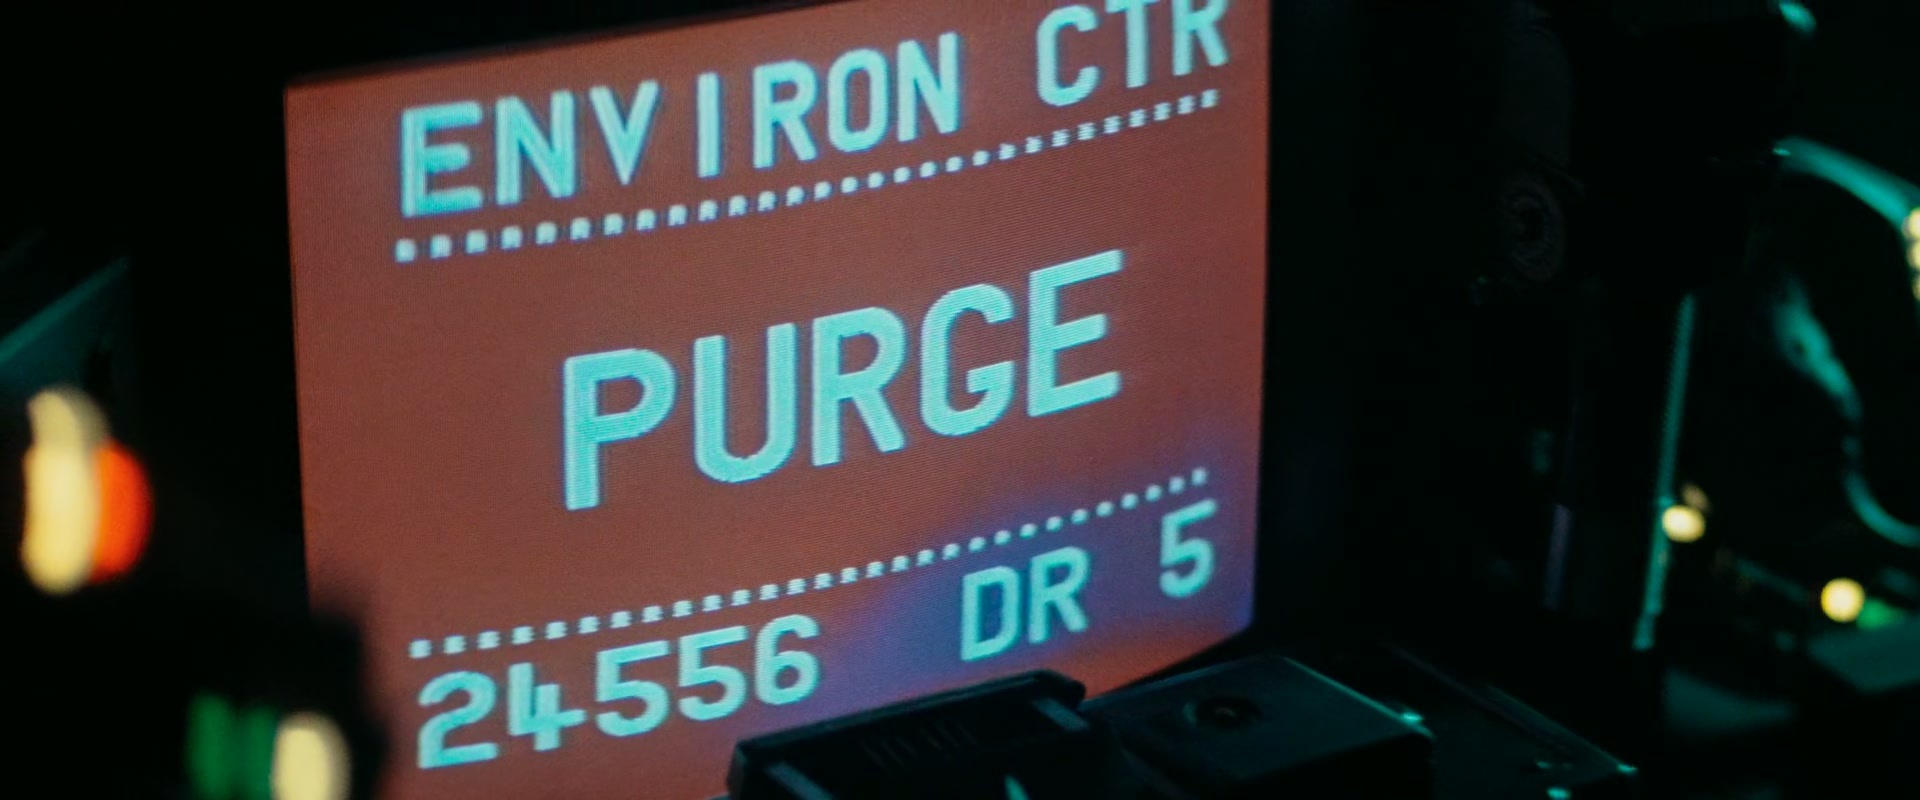 ENVIRON CTR
PURGE
24556 DR 5